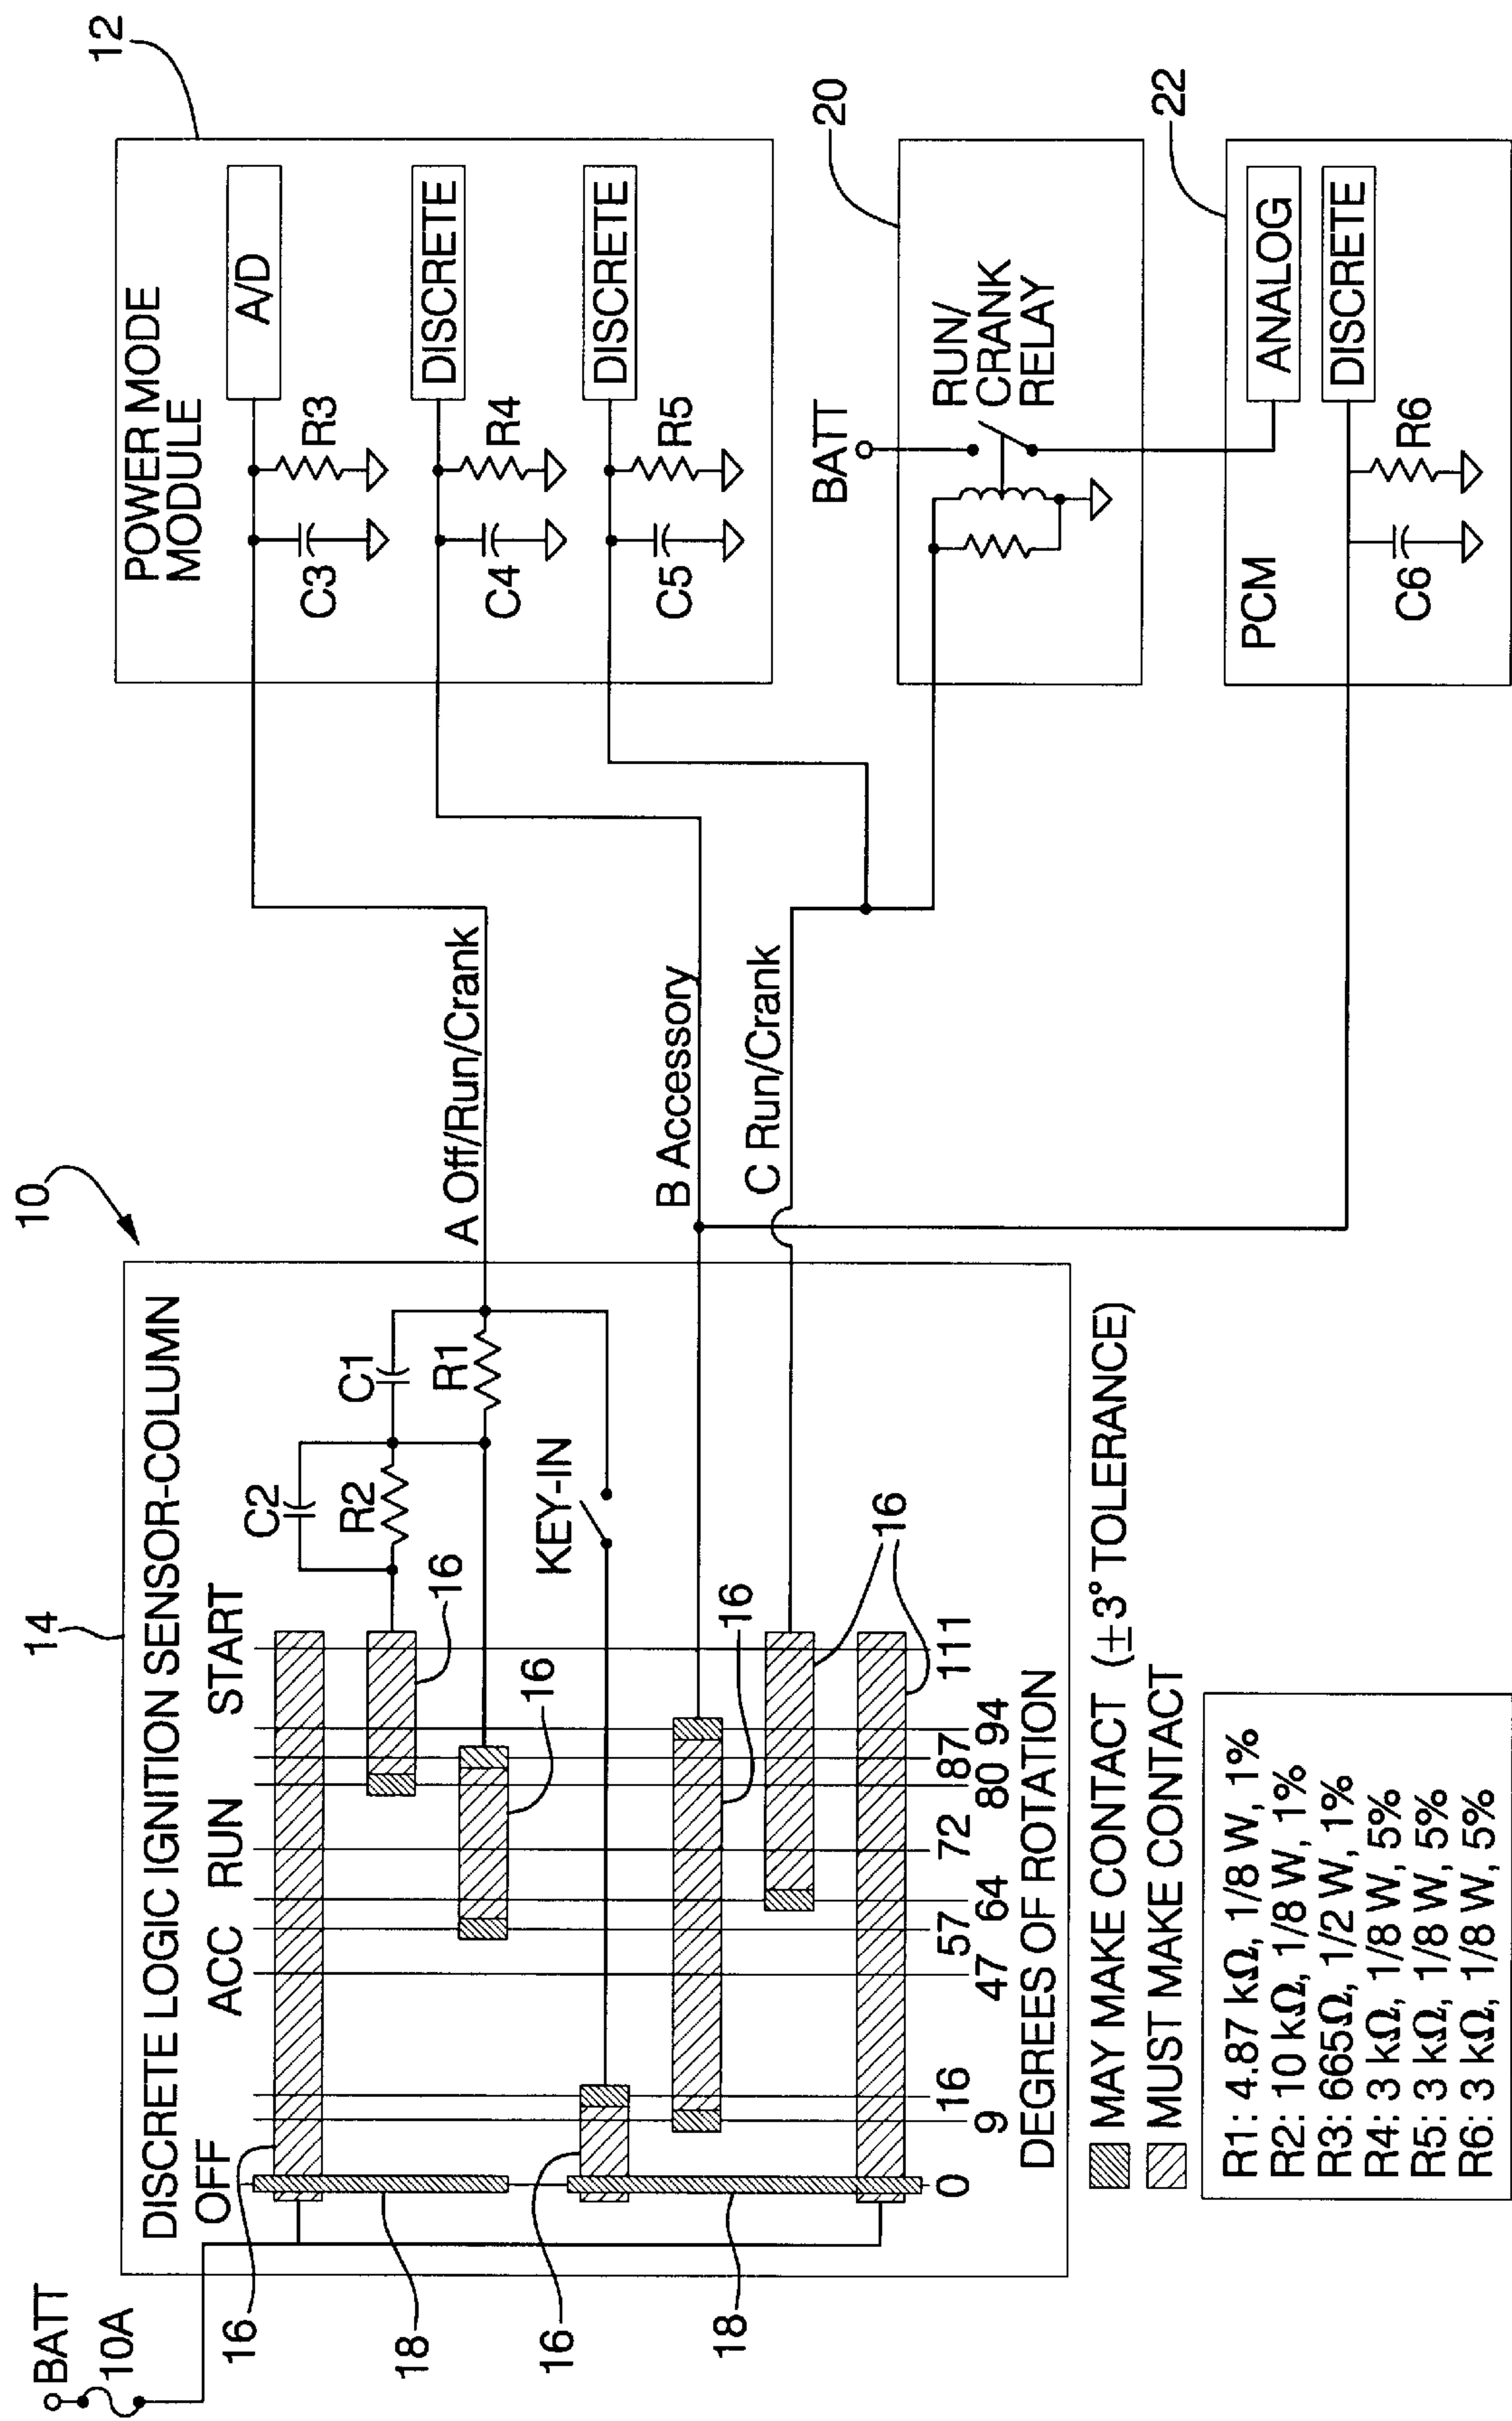 BATT
10A
10
14
DISCRETE LOGIC IGNITION SENSOR-COLUMN
OFF
ACC
RUN
START
16
18
16
18
16
16
16
16
C2
R2
C1
R1
KEY-IN
0
9
16
47
57
64
72
80
87
94
111
DEGREES OF ROTATION
MAY MAKE CONTACT (±3° TOLERANCE)
MUST MAKE CONTACT
R1: 4.87 kΩ, 1/8 W, 1%
R2: 10 kΩ, 1/8 W, 1%
R3: 665Ω, 1/2 W, 1%
R4: 3 kΩ, 1/8 W, 5%
R5: 3 kΩ, 1/8 W, 5%
R6: 3 kΩ, 1/8 W, 5%
A Off/Run/Crank
B Accessory
C Run/Crank
12
POWER MODE
MODULE
A/D
C3
R3
DISCRETE
C4
R4
DISCRETE
C5
R5
20
BATT
RUN/
CRANK
RELAY
22
PCM
ANALOG
DISCRETE
C6
R6